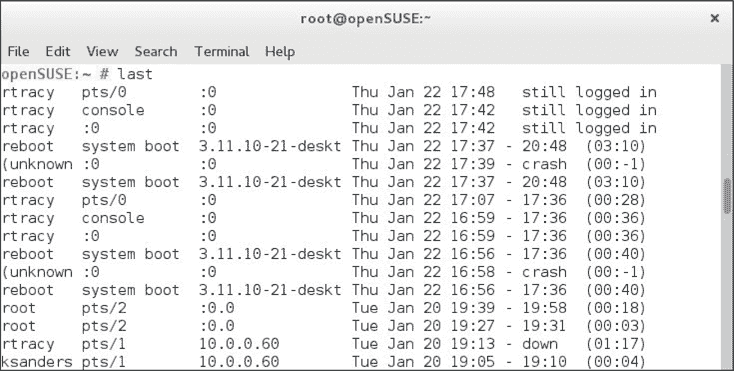 root@openSUSE:~ ×
File Edit View Search Terminal Help
openSUSE:~ # last
rtracy   pts/0        :0               Thu Jan 22 17:48   still logged in
rtracy   console      :0               Thu Jan 22 17:42   still logged in
rtracy   :0           :0               Thu Jan 22 17:42   still logged in
reboot   system boot  3.11.10-21-deskt Thu Jan 22 17:37 - 20:48  (03:10)
(unknown :0           :0               Thu Jan 22 17:39 - crash  (00:-1)
reboot   system boot  3.11.10-21-deskt Thu Jan 22 17:37 - 20:48  (03:10)
rtracy   pts/0        :0               Thu Jan 22 17:07 - 17:36  (00:28)
rtracy   console      :0               Thu Jan 22 16:59 - 17:36  (00:36)
rtracy   :0           :0               Thu Jan 22 16:59 - 17:36  (00:36)
reboot   system boot  3.11.10-21-deskt Thu Jan 22 16:56 - 17:36  (00:40)
(unknown :0           :0               Thu Jan 22 16:58 - crash  (00:-1)
reboot   system boot  3.11.10-21-deskt Thu Jan 22 16:56 - 17:36  (00:40)
root     pts/2        :0.0             Tue Jan 20 19:39 - 19:58  (00:18)
root     pts/2        :0.0             Tue Jan 20 19:27 - 19:31  (00:03)
rtracy   pts/1        10.0.0.60        Tue Jan 20 19:13 - down   (01:17)
ksanders pts/1        10.0.0.60        Tue Jan 20 19:05 - 19:10  (00:04)